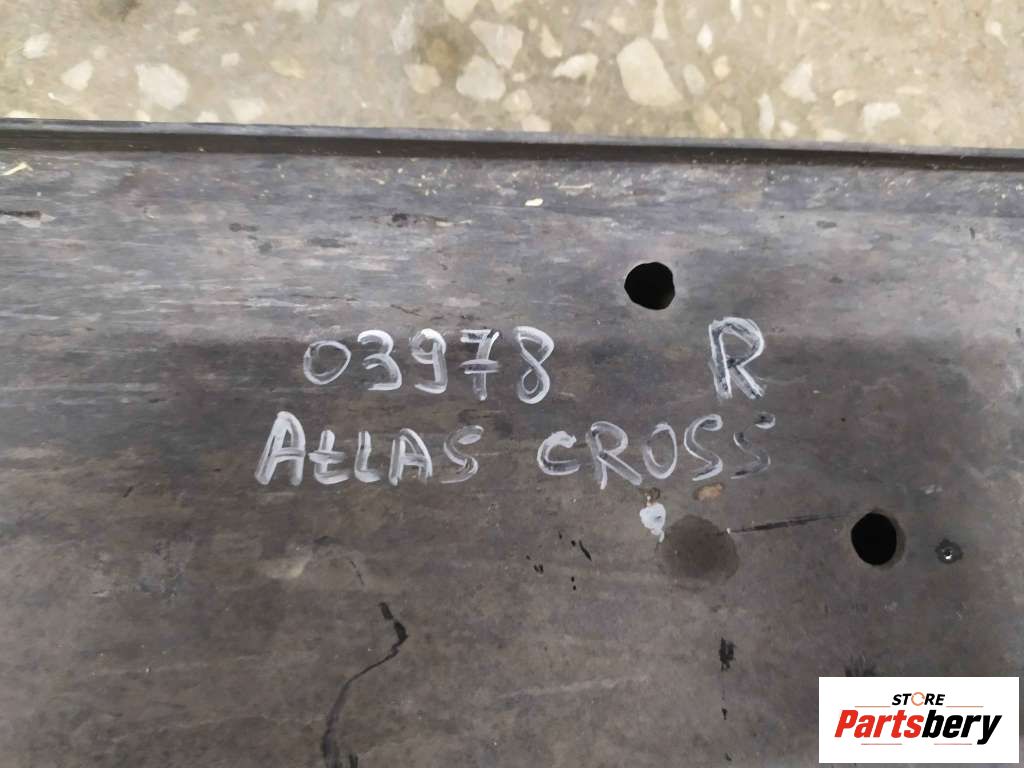 03978 R
ATLAS CROSS
STORE
Partsbery